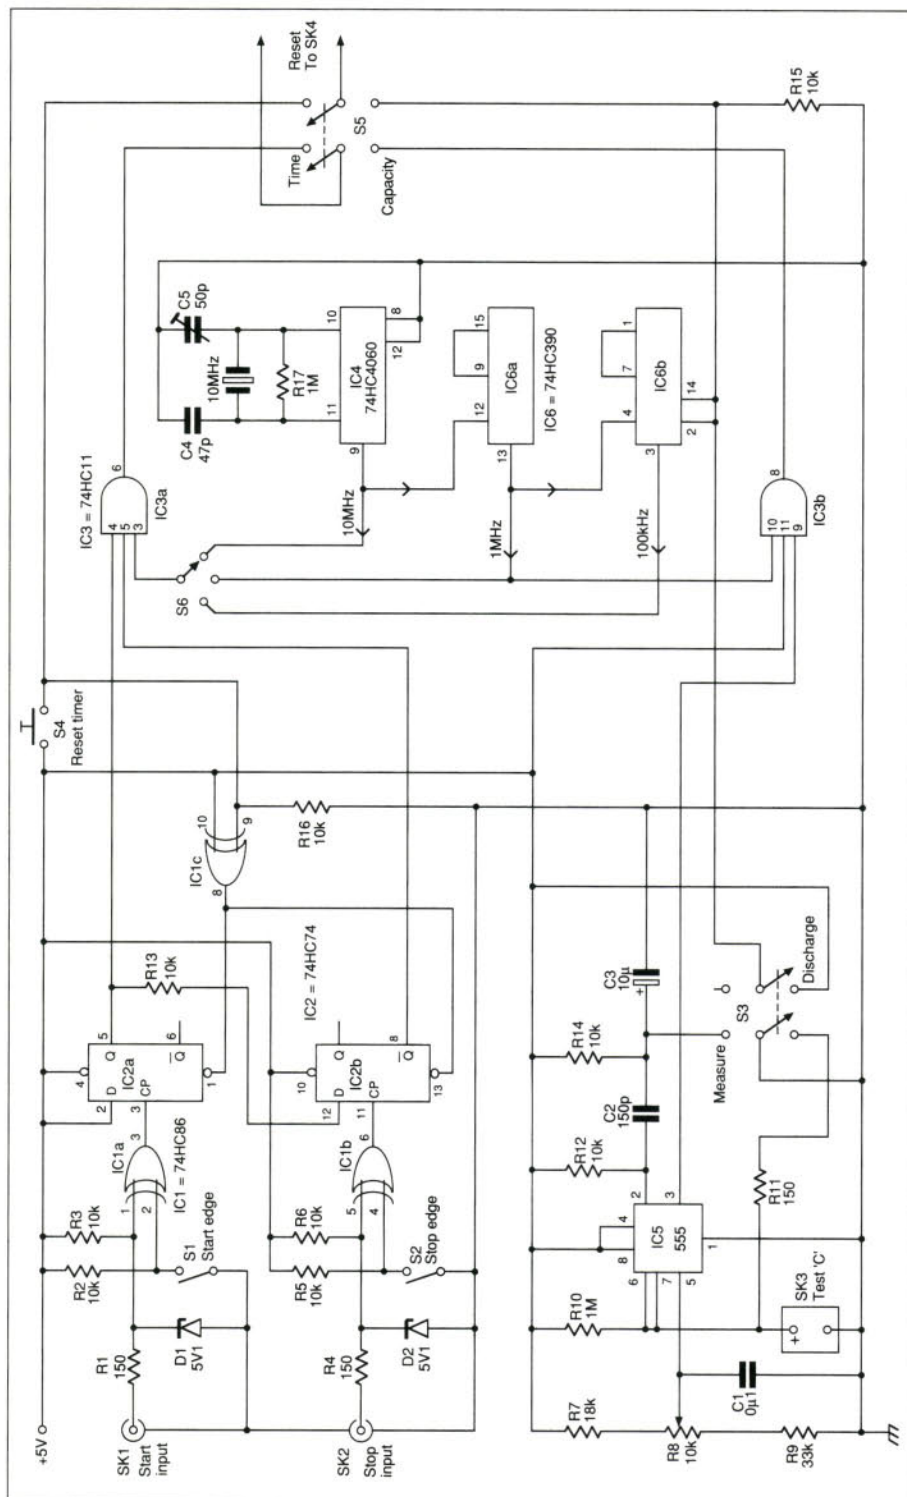 +5V
SK1
Start
input
SK2
Stop
input
R1
150
D1
5V1
R2
10k
R3
10k
1
2
IC1a
3
IC1 = 74HC86
S1
Start edge
R4
150
D2
5V1
R5
10k
R6
10k
5
4
IC1b
6
S2
Stop edge
4
2
D
Q
5
IC2a
3
CP
Q
6
1
R13
10k
10
12
D
Q
IC2b
11
CP
Q
8
13
IC2 = 74HC74
IC1c
10
9
8
R16
10k
S4
Reset timer
IC3 = 74HC11
4
5
3
6
IC3a
S6
10MHz
1MHz
100kHz
C4
47p
C5
50p
10MHz
R17
1M
11
10
IC4
74HC4060
9
12
8
12
9
15
IC6a
13
IC6 = 74HC390
4
7
1
IC6b
3
2
14
10
11
9
8
IC3b
Time
Capacity
S5
Reset
To SK4
R15
10k
R7
18k
R8
10k
R9
33k
C1
0µ1
R10
1M
6
7
5
8
4
2
3
1
IC5
555
SK3
Test 'C'
+
R11
150
R12
10k
C2
150p
R14
10k
C3
10µ
+
Measure
S3
Discharge